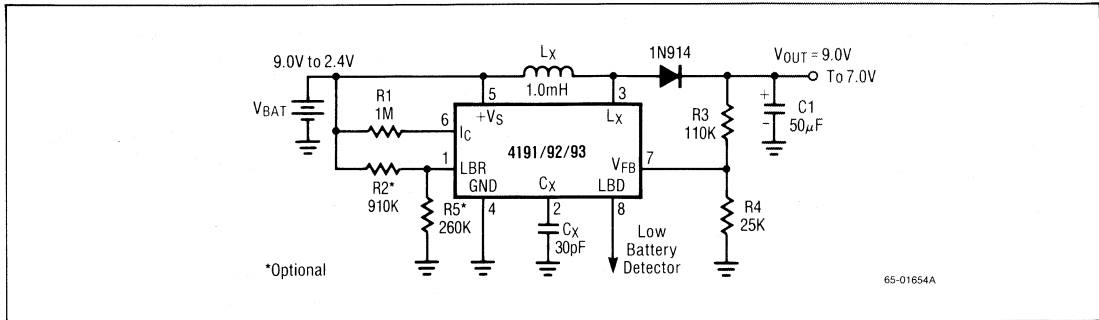 9.0V to 2.4V
VBAT
R1
1M
R2*
910K
R5*
260K
*Optional
LX
1.0mH
1N914
VOUT = 9.0V
To 7.0V
5
+VS
3
LX
6
IC
4191/92/93
1
LBR
VFB
7
GND
CX
LBD
4
2
8
CX
30pF
Low
Battery
Detector
R3
110K
+
C1
50µF
-
R4
25K
65-01654A